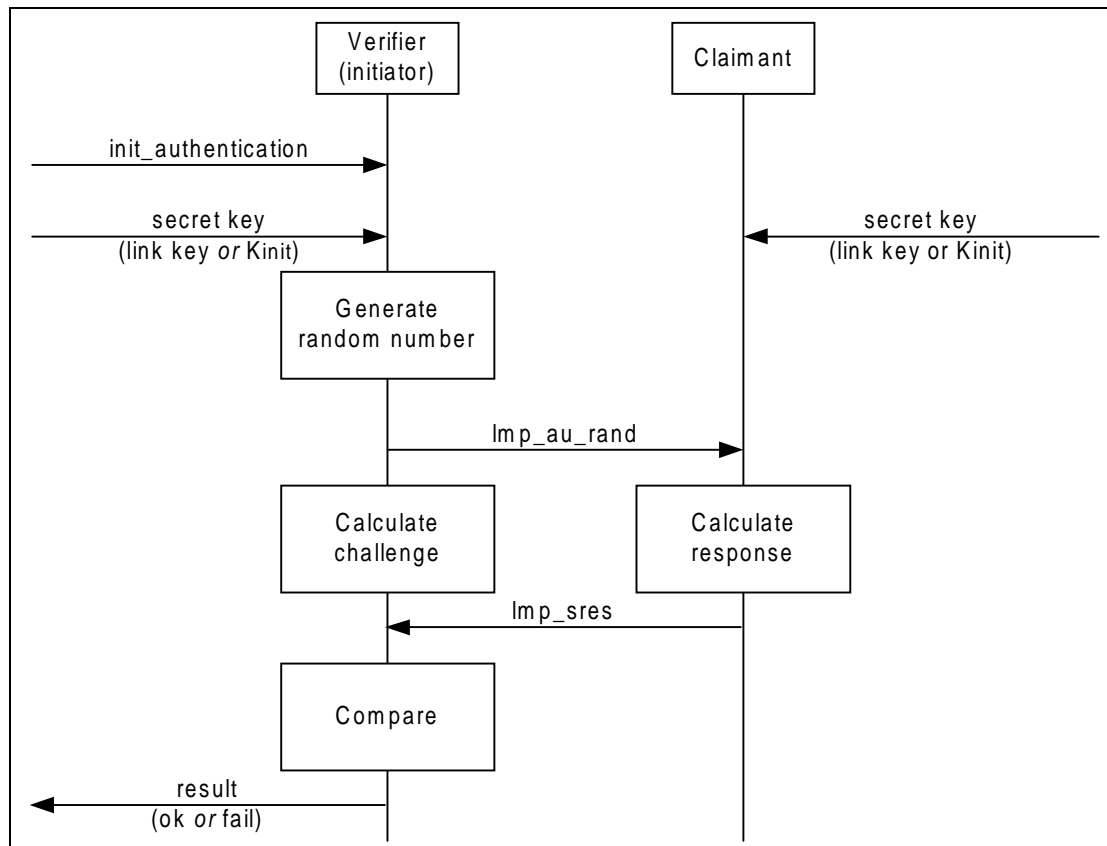 Verifier
(initiator)
Claimant
init_authentication
secret key
(link key or Kinit)
secret key
(link key or Kinit)
Generate
random number
lmp_au_rand
Calculate
challenge
Calculate
response
lmp_sres
Compare
result
(ok or fail)